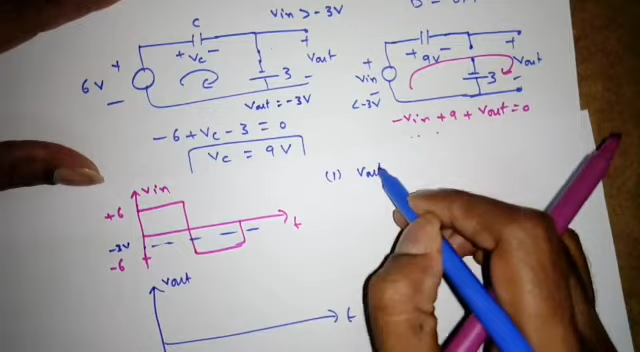 C
Vin > -3V
+ Vc -
+
6V
-
3
Vout
+
-
Vout = -3V
-6 + Vc - 3 = 0
Vc = 9V
+ 9V -
+
Vin
-
< -3V
3
+
Vout
-
-Vin + 9 + Vout = 0
(1) Vout
Vin
+6
-3V
-6
t
Vout
t